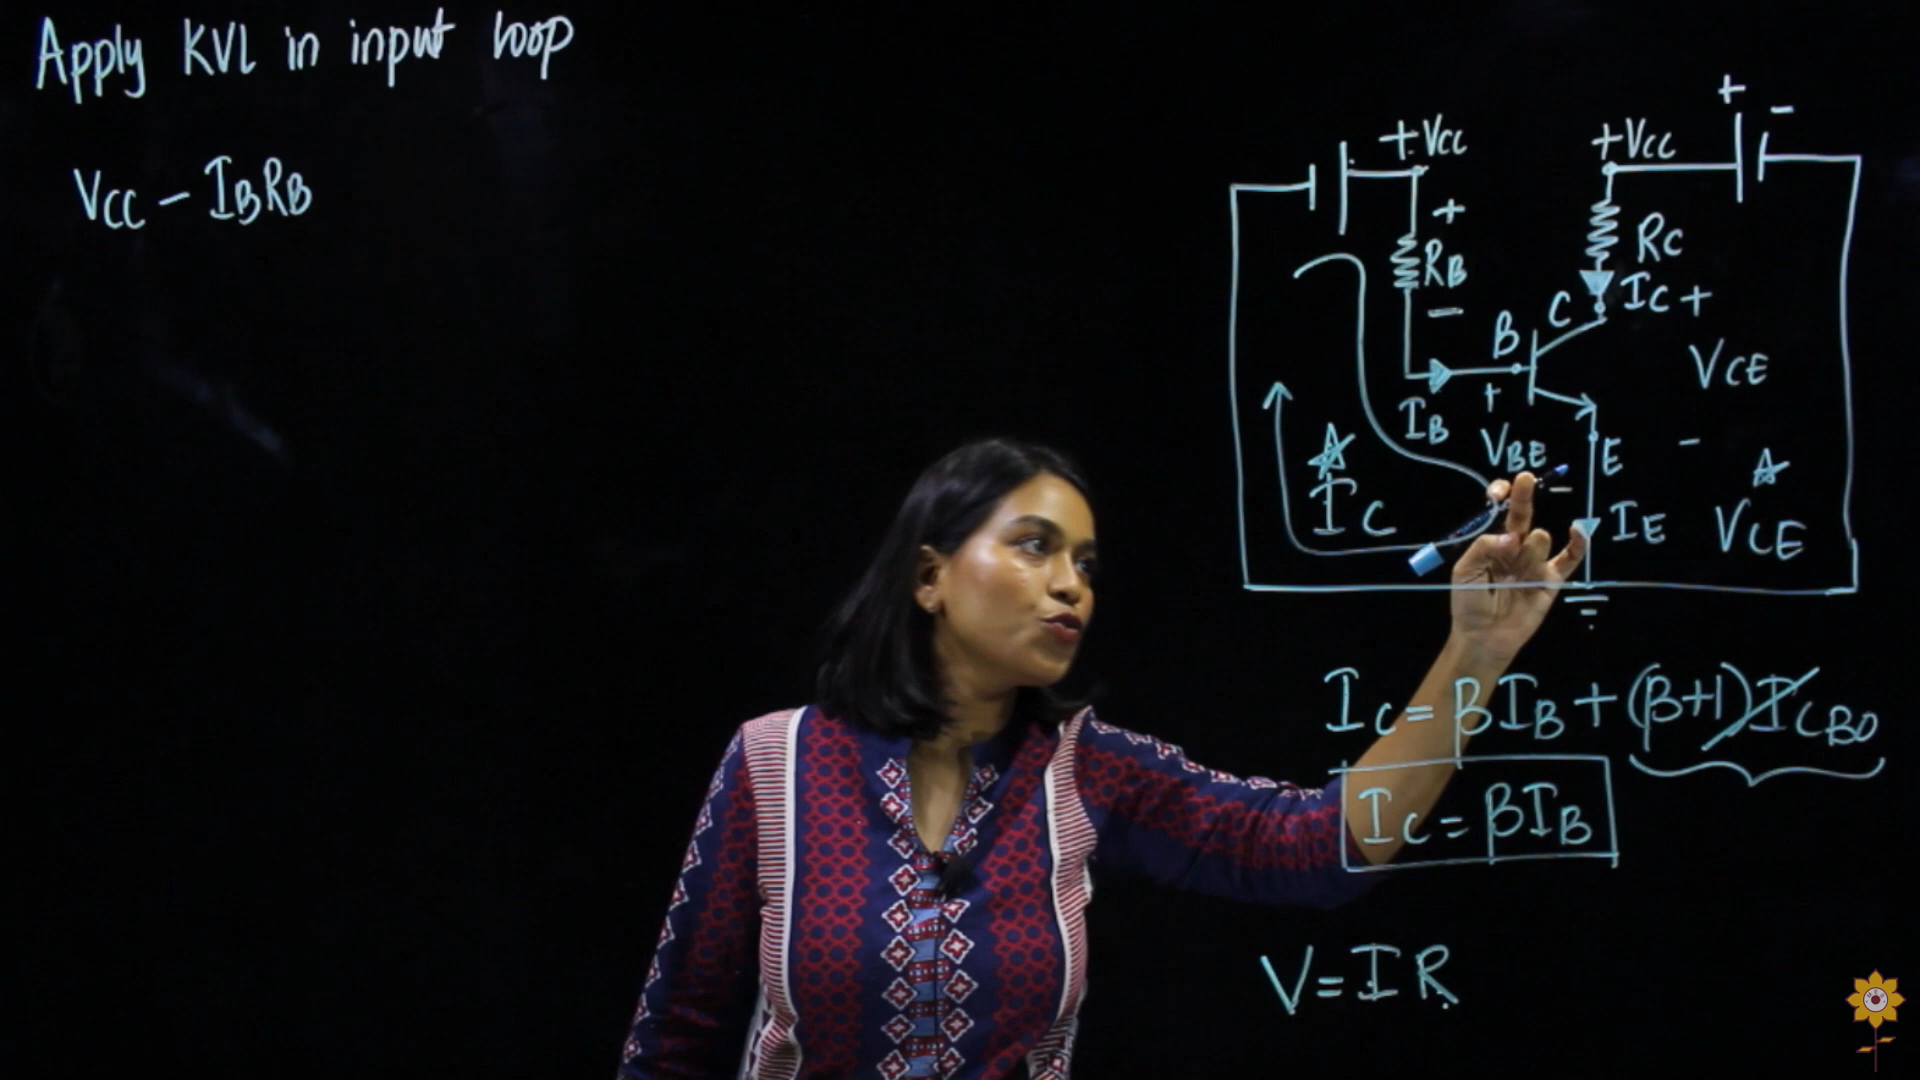 Apply KVL in input loop
VCC - IBRB
+ -
+VCC +VCC
+
RB RC
-
IC +
C
B
VCE
+
IB
VBE E -
-
IC IE VCE
IC = βIB + (β+1)ICBO
IC = βIB
V = IR